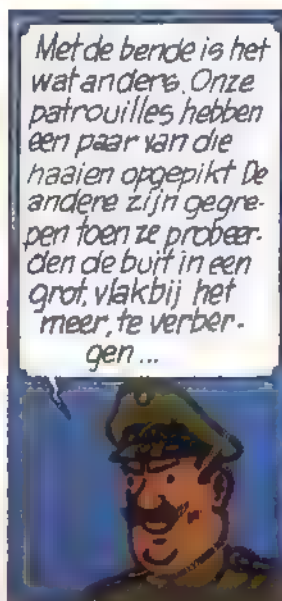 Met de bende is het
wat anders. Onze
patrouilles hebben
een paar van die
haaien opgepikt De
andere zijn gegre-
pen toen ze probeer-
den de buit in een
grot, vlakbij het
meer, te verber-
gen...